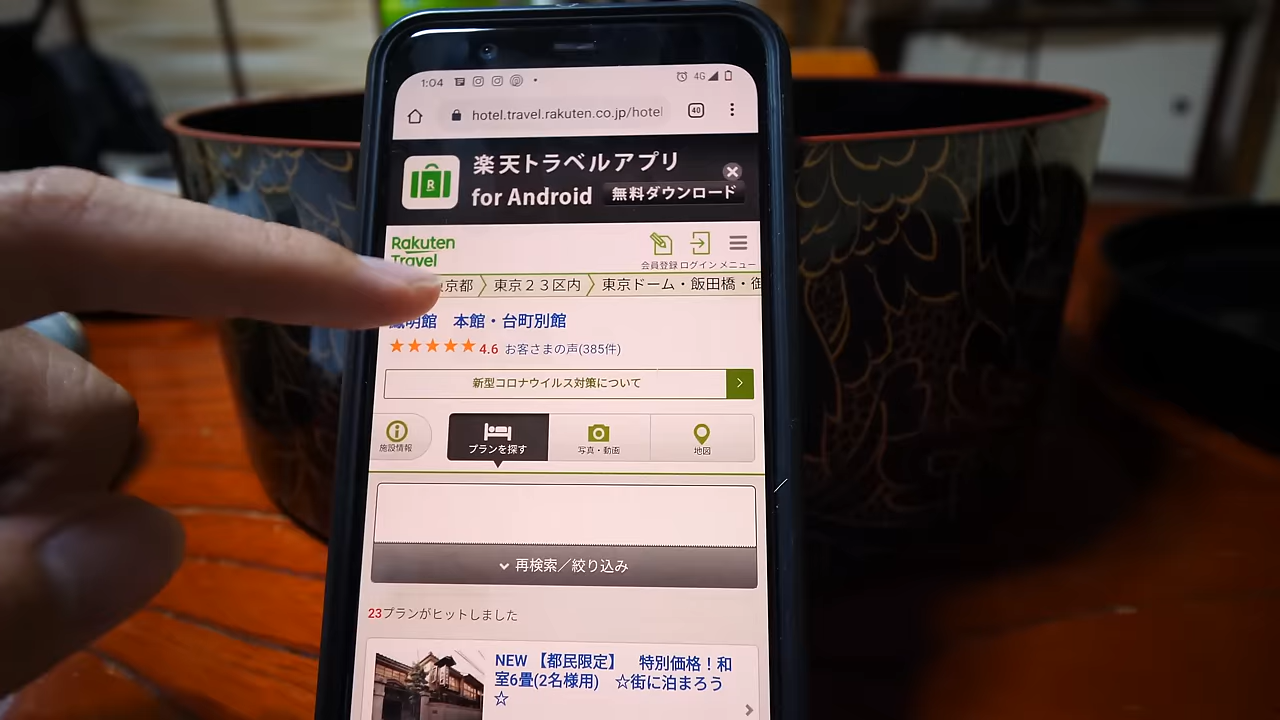 1:04 4G
hotel.travel.rakuten.co.jp/hotel 40
楽天トラベルアプリ
for Android 無料ダウンロード
R
Rakuten
Travel
会員登録 ログイン メニュー
京都 東京２３区内 東京ドーム・飯田橋・御
明館 本館・台町別館
4.6 お客さまの声(385件)
新型コロナウイルス対策について
施設情報 プランを探す 写真・動画 地図
再検索／絞り込み
23プランがヒットしました
NEW 【都民限定】 特別価格！和
室6畳(2名様用) ☆街に泊まろう
☆